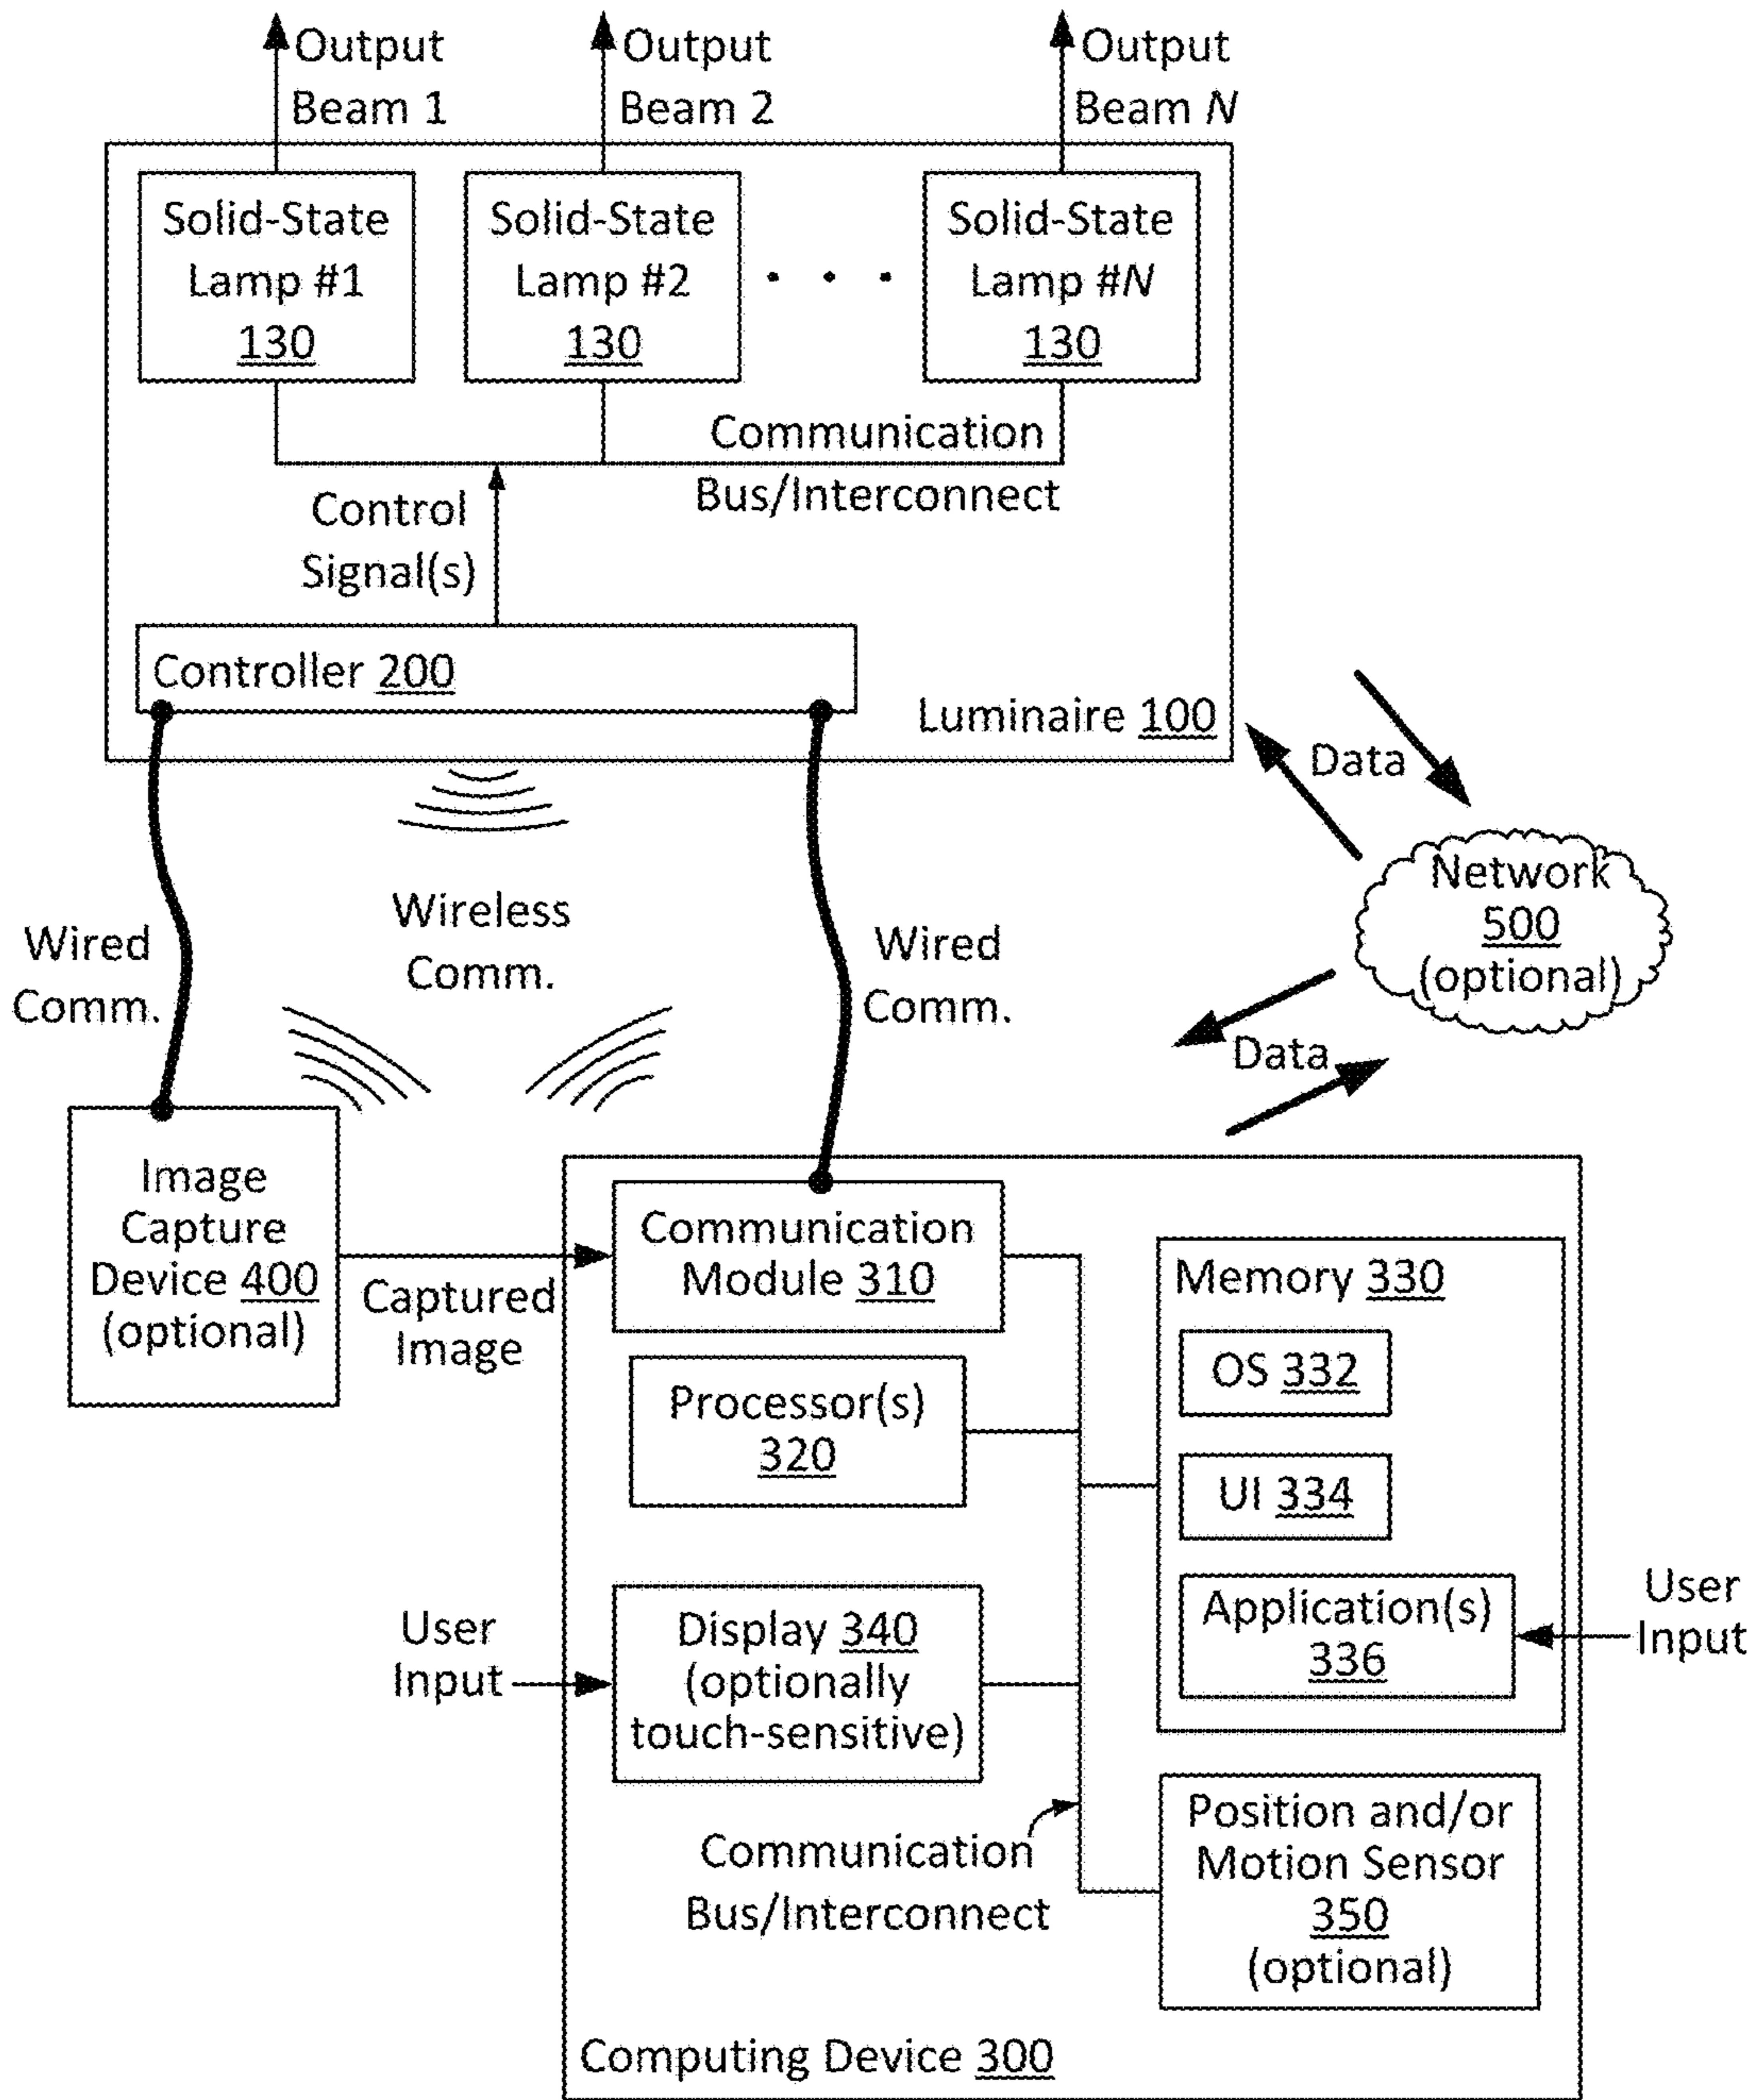 Output
Beam 1
Output
Beam 2
Output
Beam N
Solid-State
Lamp #1
130
Solid-State
Lamp #2
130
. . .
Solid-State
Lamp #N
130
Communication
Bus/Interconnect
Control
Signal(s)
Controller 200
Luminaire 100
Data
Network
500
(optional)
Wired
Comm.
Wireless
Comm.
Wired
Comm.
Data
Image
Capture
Device 400
(optional)
Captured
Image
Communication
Module 310
Processor(s)
320
Memory 330
OS 332
UI 334
Application(s)
336
User
Input
User
Input
Display 340
(optionally
touch-sensitive)
Communication
Bus/Interconnect
Position and/or
Motion Sensor
350
(optional)
Computing Device 300